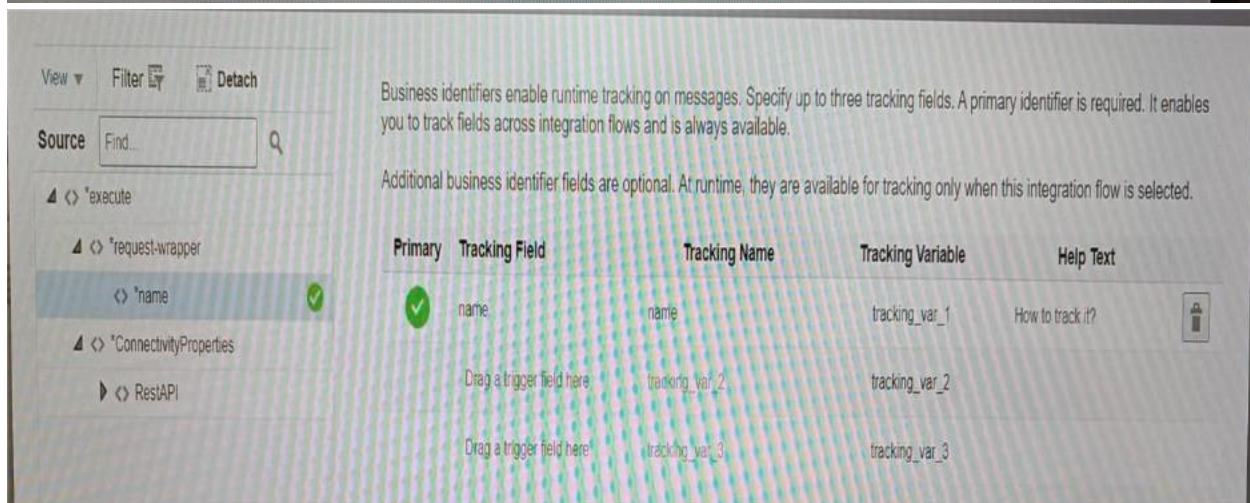 View Filter Detach
Source Find...
*execute
*request-wrapper
*name
*ConnectivityProperties
RestAPI
Business identifiers enable runtime tracking on messages. Specify up to three tracking fields. A primary identifier is required. It enables
you to track fields across integration flows and is always available.
Additional business identifier fields are optional. At runtime, they are available for tracking only when this integration flow is selected.
Primary Tracking Field Tracking Name Tracking Variable Help Text
name name tracking_var_1 How to track it?
Drag a trigger field here tracking_var_2 tracking_var_2
Drag a trigger field here tracking_var_3 tracking_var_3